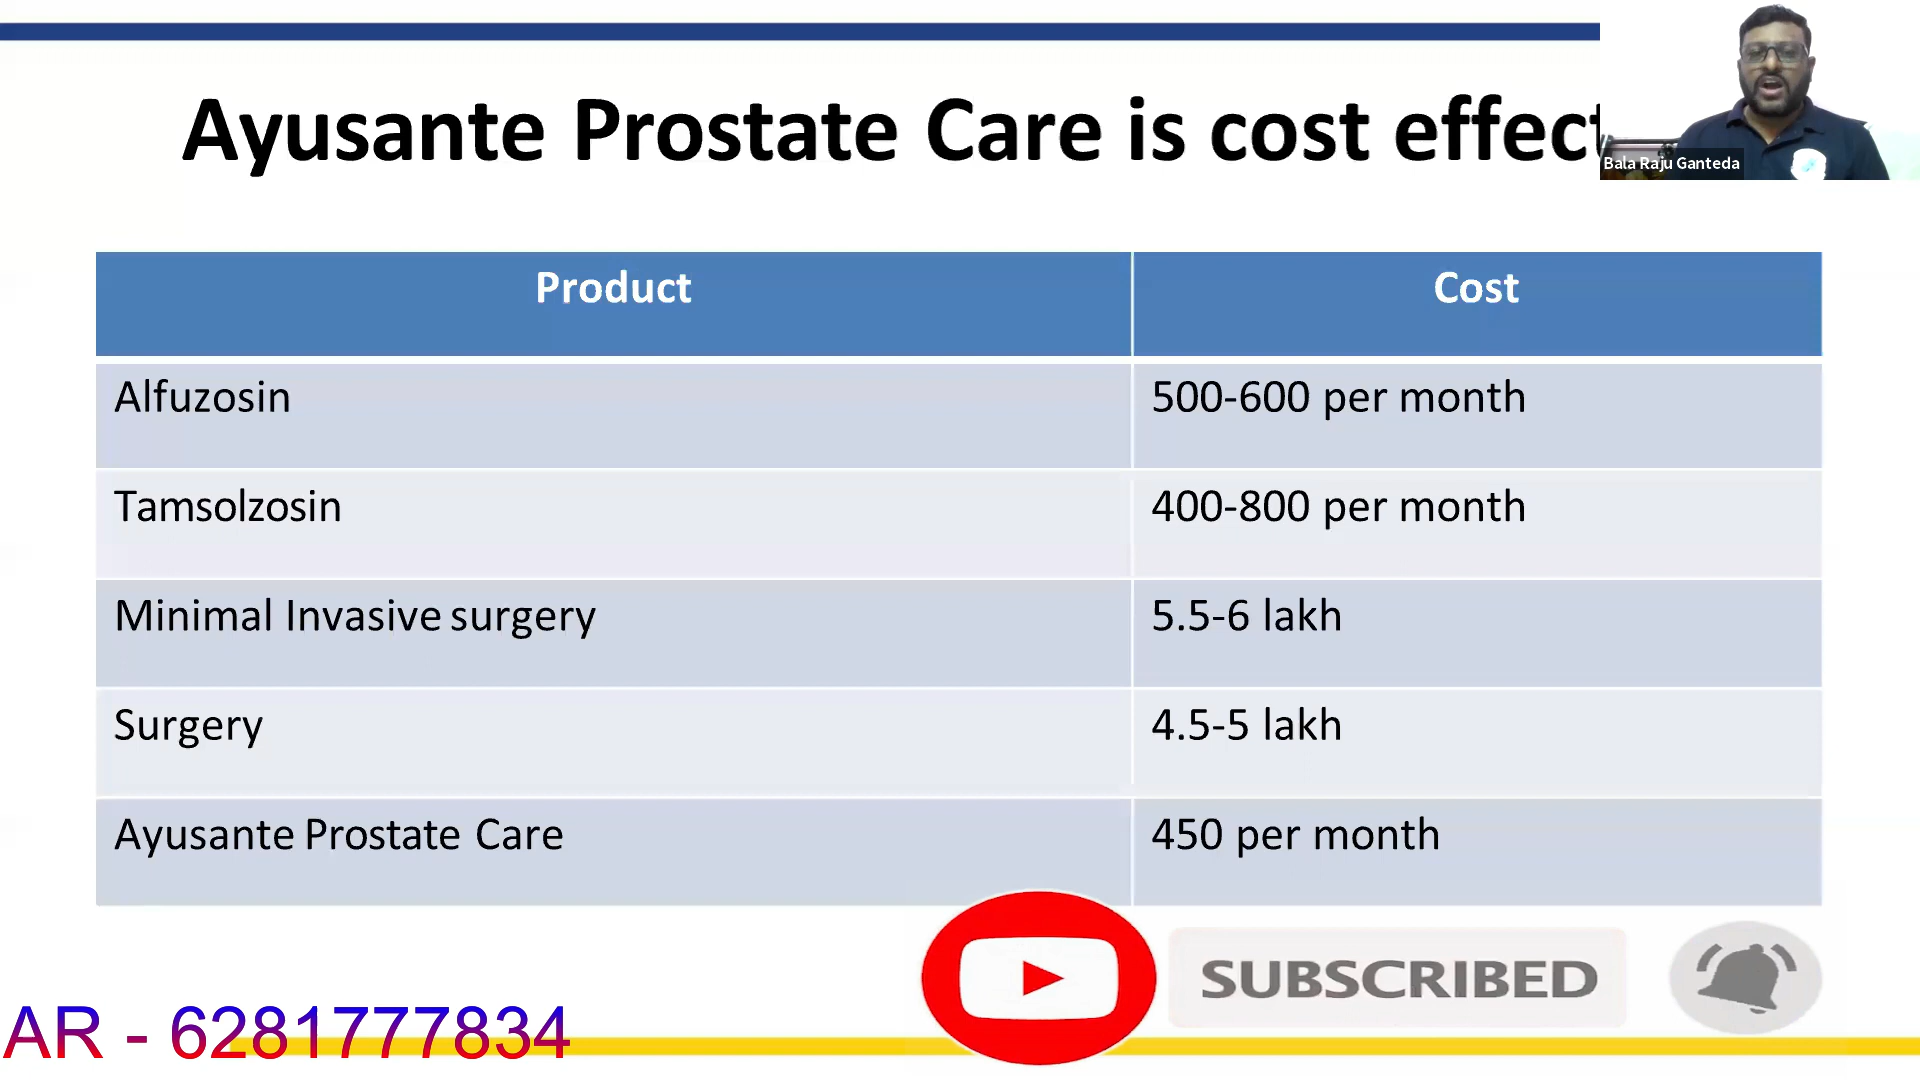 Ayusante Prostate Care is cost effect
Bala Raju Ganteda
Product Cost
Alfuzosin 500-600 per month
Tamsolzosin 400-800 per month
Minimal Invasive surgery 5.5-6 lakh
Surgery 4.5-5 lakh
Ayusante Prostate Care 450 per month
SUBSCRIBED
AR - 6281777834